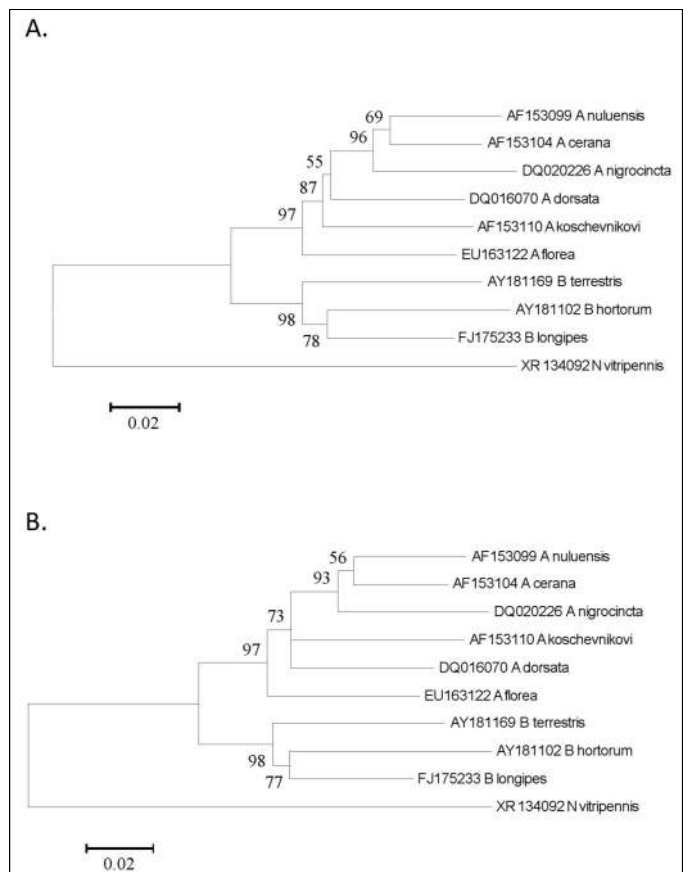 A.
69
AF153099 A nuluensis
96
AF153104 A cerana
55
DQ020226 A nigrocincta
87
DQ016070 A dorsata
97
AF153110 A koschevnikovi
EU163122 A florea
AY181169 B terrestris
98
AY181102 B hortorum
78
FJ175233 B longipes
XR 134092 N vitripennis
0.02
B.
56
AF153099 A nuluensis
93
AF153104 A cerana
DQ020226 A nigrocincta
73
AF153110 A koschevnikovi
97
DQ016070 A dorsata
EU163122 A florea
AY181169 B terrestris
98
AY181102 B hortorum
77
FJ175233 B longipes
XR 134092 N vitripennis
0.02